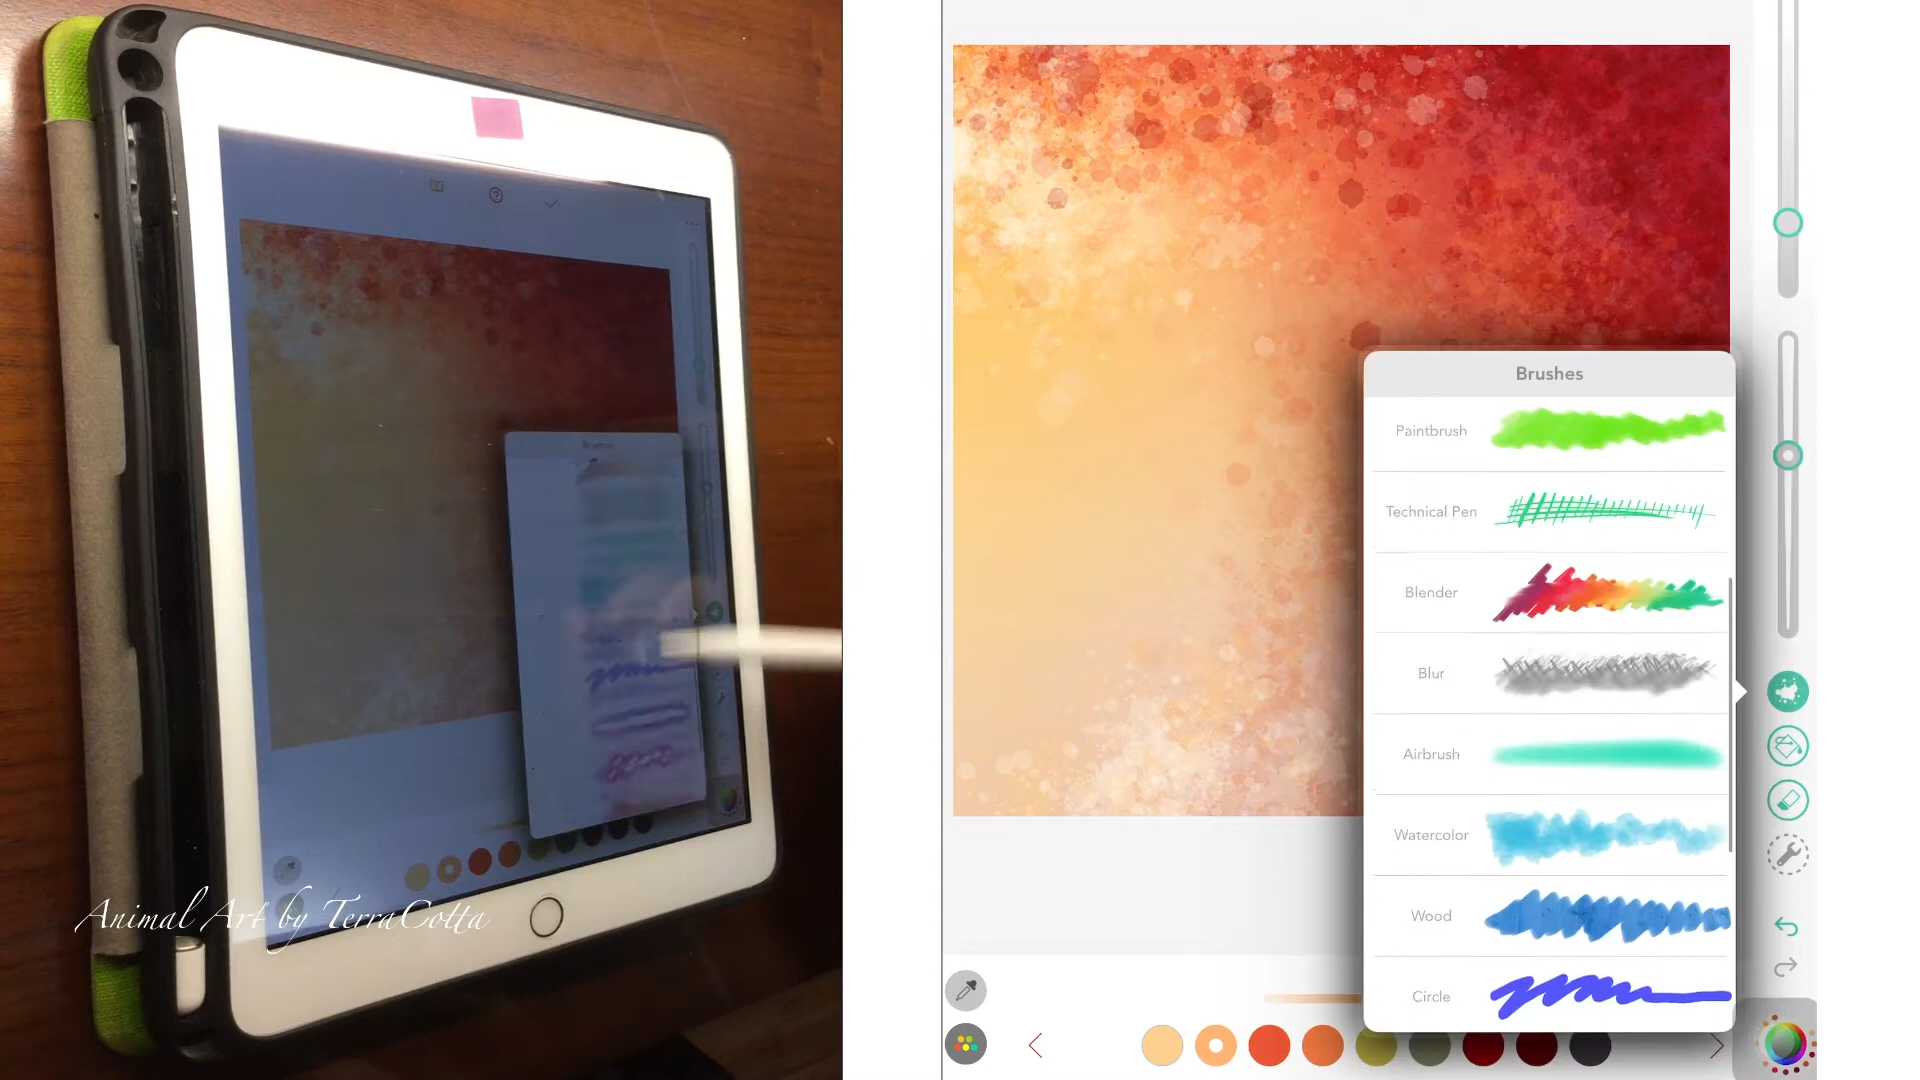 Animal Art by TerraCotta
Brushes
Paintbrush
Technical Pen
Blender
Blur
Airbrush
Watercolor
Wood
Circle